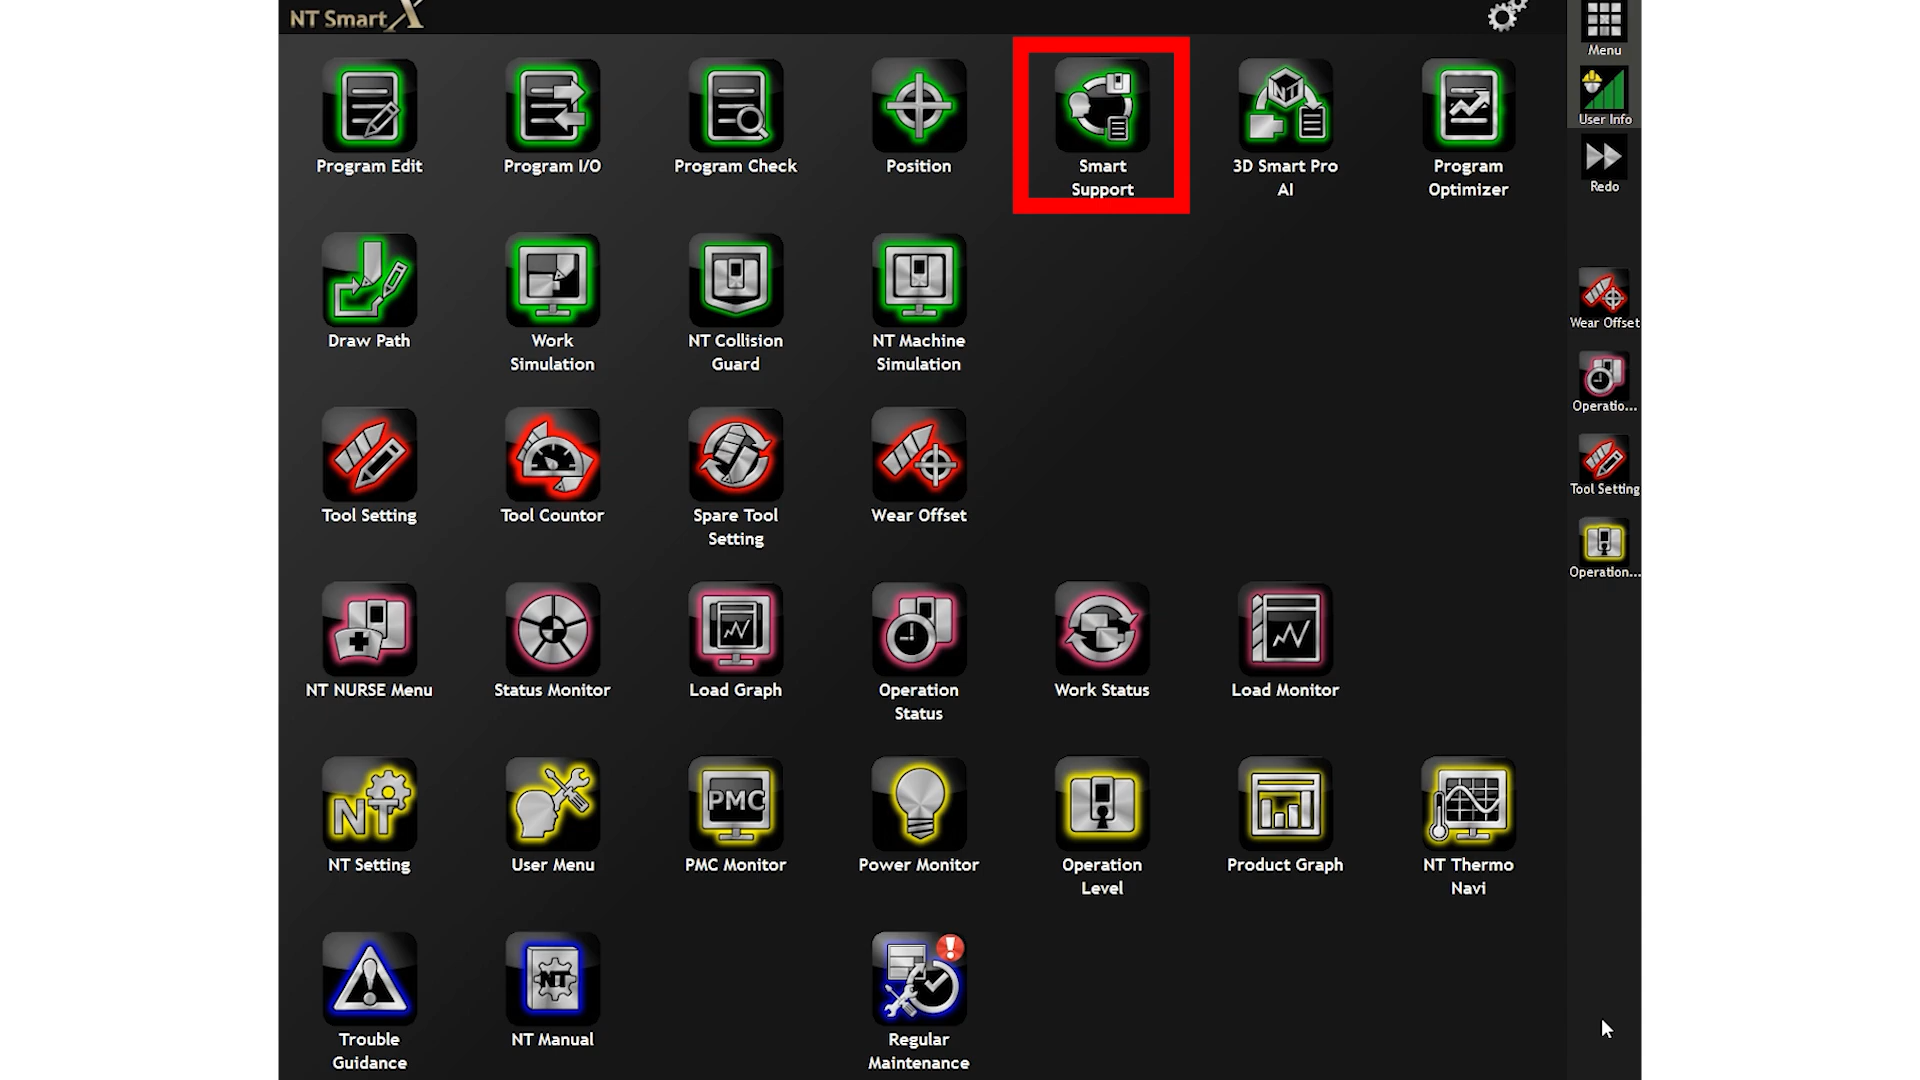 NT Smart X
Menu
User Info
Redo
Program Edit
Program I/O
Program Check
Position
Smart
Support
3D Smart Pro
AI
Program
Optimizer
NT
Draw Path
Work
Simulation
NT Collision
Guard
NT Machine
Simulation
Wear Offset
Operatio...
Tool Setting
Operation...
Tool Setting
Tool Countor
Spare Tool
Setting
Wear Offset
NT NURSE Menu
Status Monitor
Load Graph
Operation
Status
Work Status
Load Monitor
NT
PMC
NT Setting
User Menu
PMC Monitor
Power Monitor
Operation
Level
Product Graph
NT Thermo
Navi
NT
Trouble
Guidance
NT Manual
Regular
Maintenance